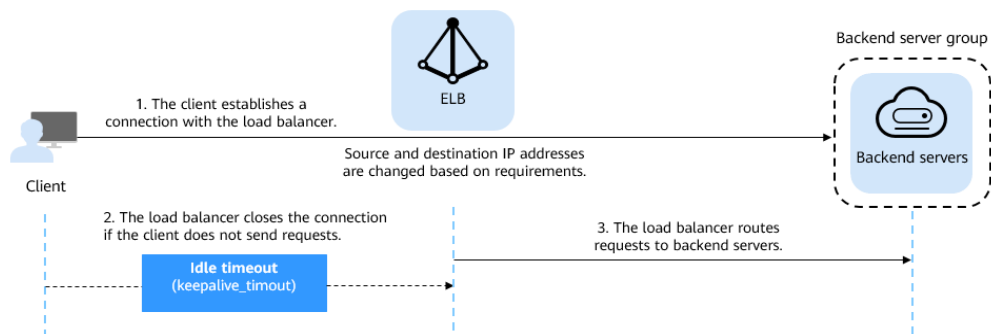 Backend server group
ELB
1. The client establishes a
connection with the load balancer.
Source and destination IP addresses
are changed based on requirements.
Backend servers
Client
2. The load balancer closes the connection
if the client does not send requests.
3. The load balancer routes
requests to backend servers.
Idle timeout
(keepalive_timout)